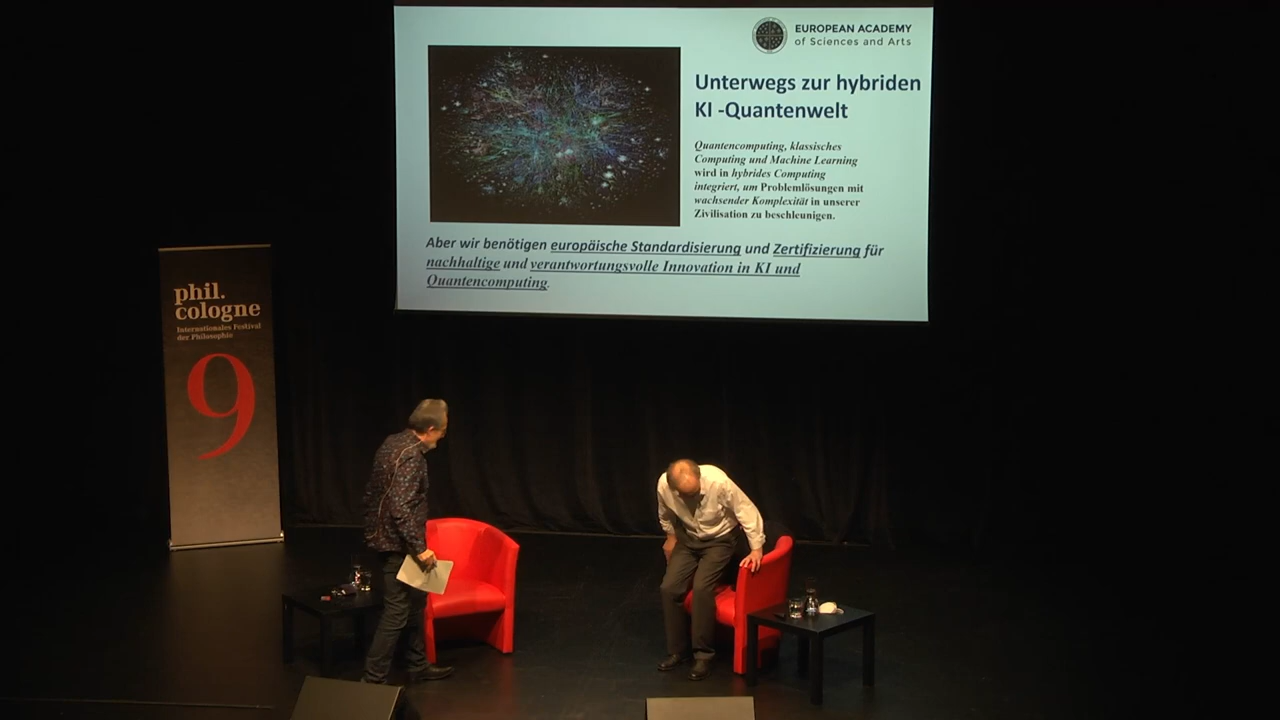 EUROPEAN ACADEMY
of Sciences and Arts
Unterwegs zur hybriden
KI -Quantenwelt
Quantencomputing, klassisches
Computing und Machine Learning
wird in hybrides Computing
integriert, um Problemlösungen mit
wachsender Komplexität in unserer
Zivilisation zu beschleunigen.
Aber wir benötigen europäische Standardisierung und Zertifizierung für
nachhaltige und verantwortungsvolle Innovation in KI und
Quantencomputing.
phil.
cologne
Internationales Festival
der Philosophie
9